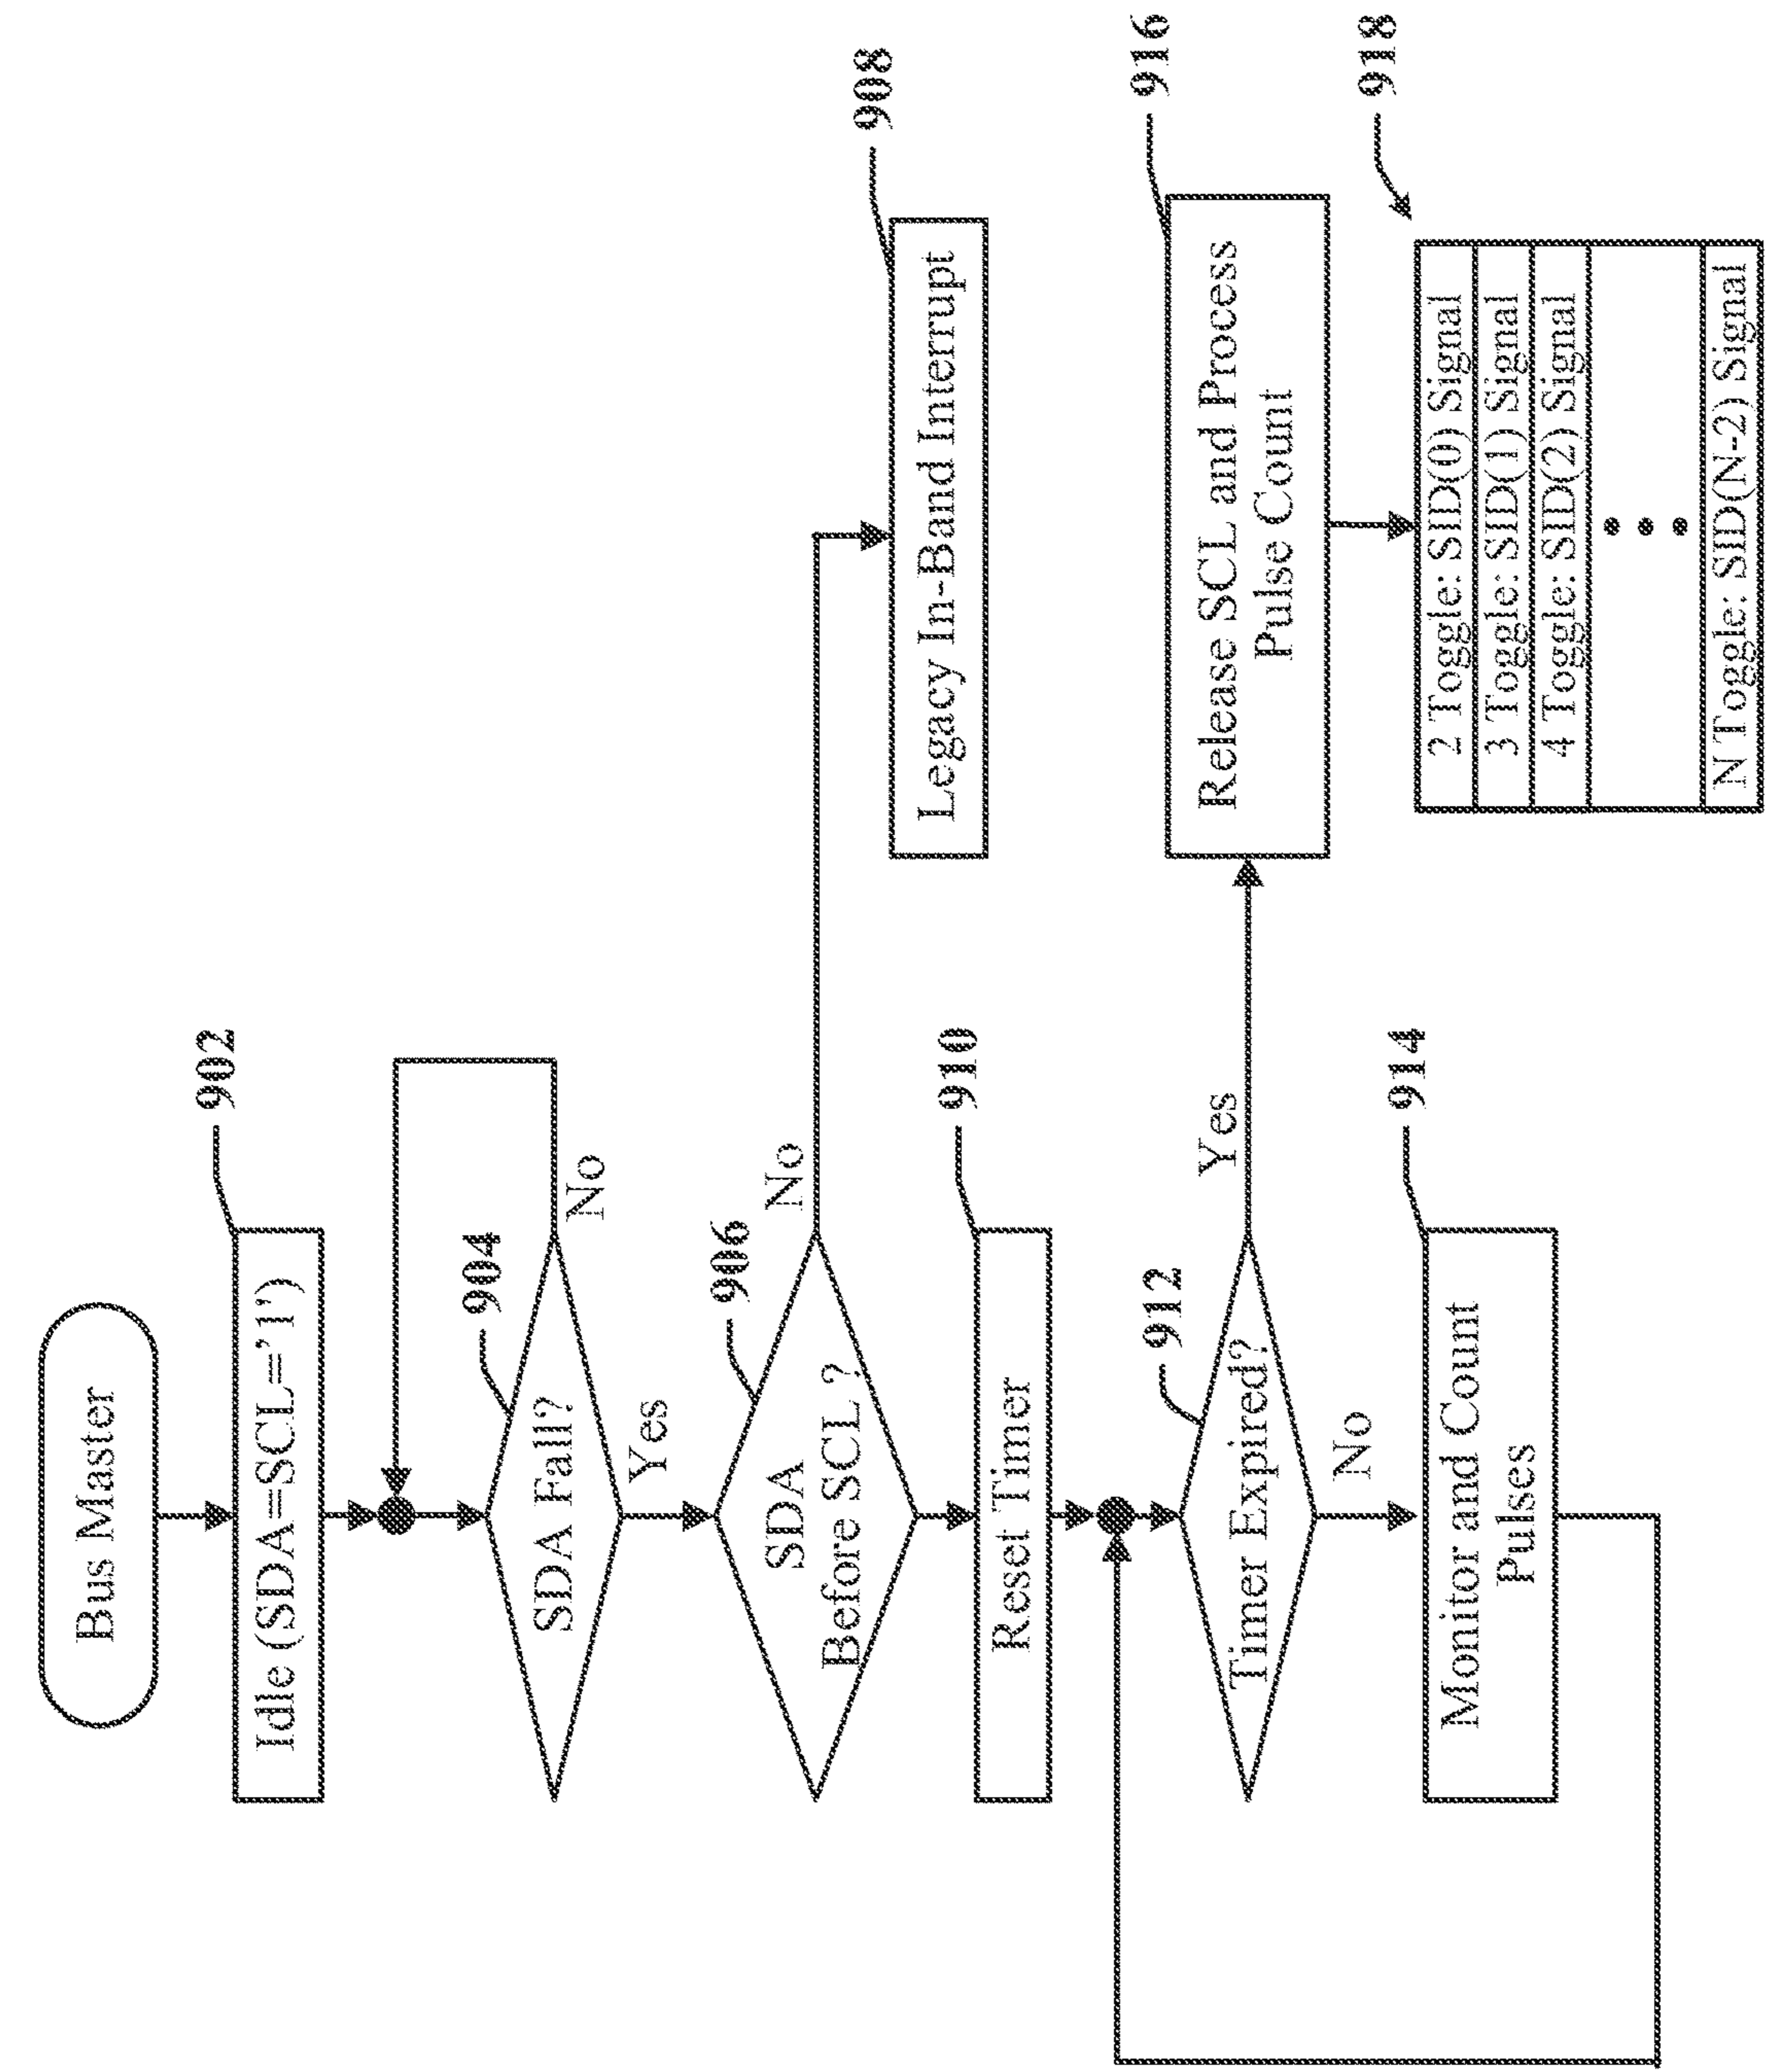 Bus Master
902
Idle (SDA=SCL='1')
904
SDA Fall?
No
Yes
906
SDA
Before SCL ?
No
908
Legacy In-Band Interrupt
910
Reset Timer
912
Timer Expired?
Yes
No
914
Monitor and Count
Pulses
916
Release SCL and Process
Pulse Count
918
2 Toggle: SID(0) Signal
3 Toggle: SID(1) Signal
4 Toggle: SID(2) Signal
N Toggle: SID(N-2) Signal